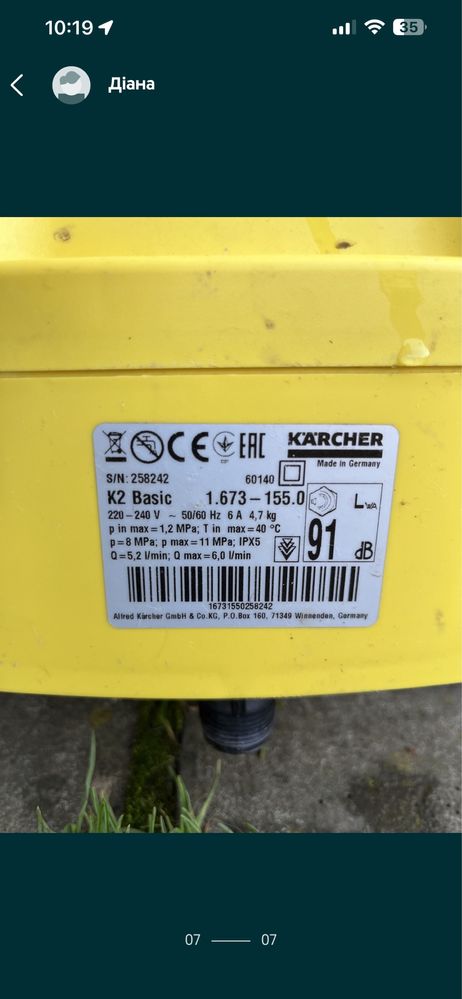 10:19
35
Діана
CE EAC KÄRCHER
Made in Germany
S/N: 258242 60140
K2 Basic 1.673-155.0
220-240 V ~ 50/60 Hz 6 A 4,7 kg
p in max=1,2 MPa; T in max=40 °C
p=8 MPa; p max=11 MPa; IPX5
Q=5,2 l/min; Q max=6,0 l/min
LWA
91 dB
16731550258242
Alfred Kärcher GmbH & Co.KG, P.O.Box 160, 71349 Winnenden, Germany
07 07